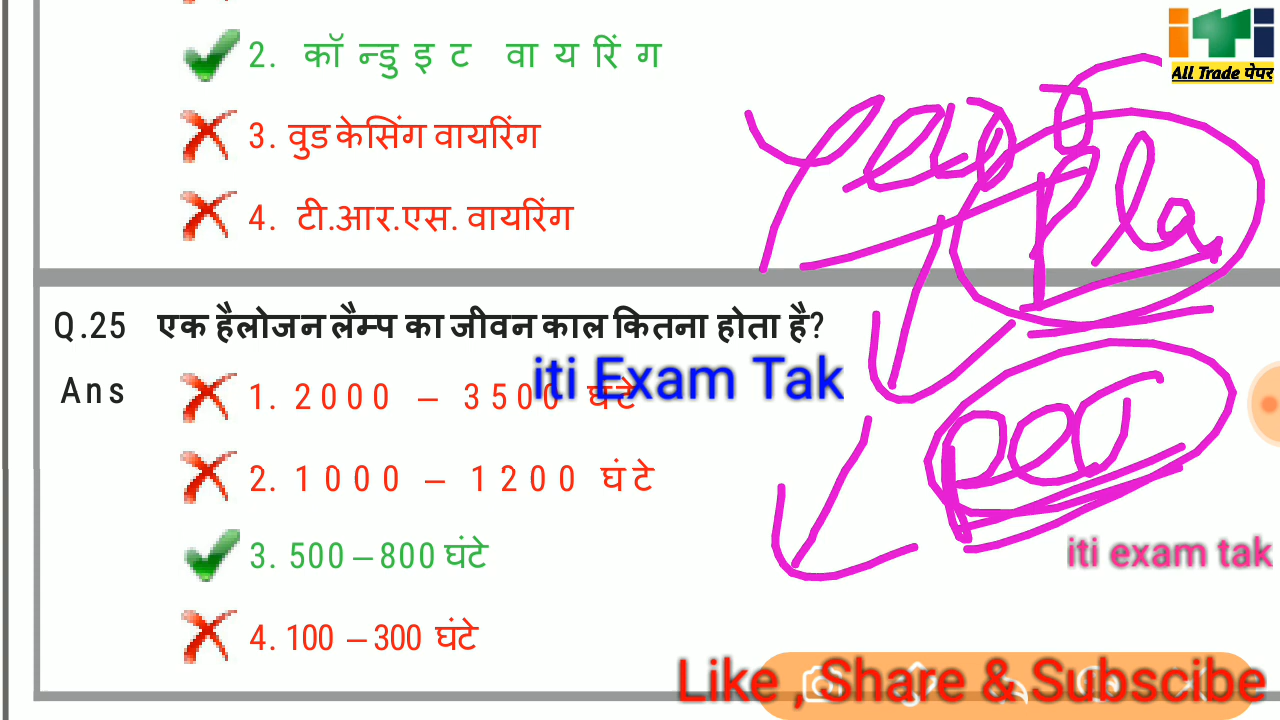 2. कॉन्डुइट वायरिंग
3. वुड केसिंग वायरिंग
4. टी.आर.एस. वायरिंग
iTi
All Trade पेपर
Q.25 एक हैलोजन लैम्प का जीवन काल कितना होता है?
Ans 1. 2000 – 3500 घंटे
iti Exam Tak
2. 1000 – 1200 घंटे
3. 500 – 800 घंटे
iti exam tak
4. 100 – 300 घंटे
Like , Share & Subscibe